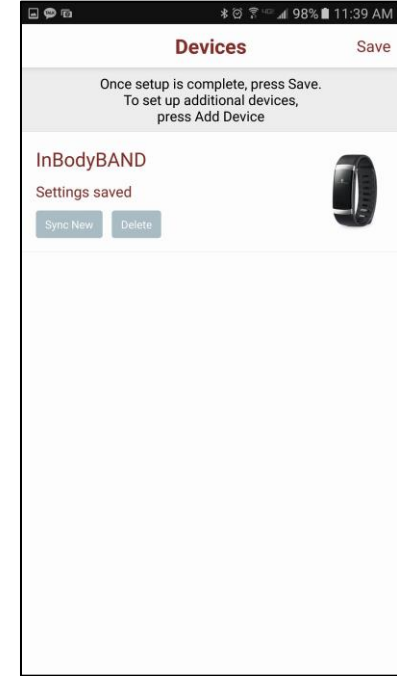 98% 11:39 AM
Devices
Save
Once setup is complete, press Save.
To set up additional devices,
press Add Device
InBodyBAND
Settings saved
Sync New
Delete